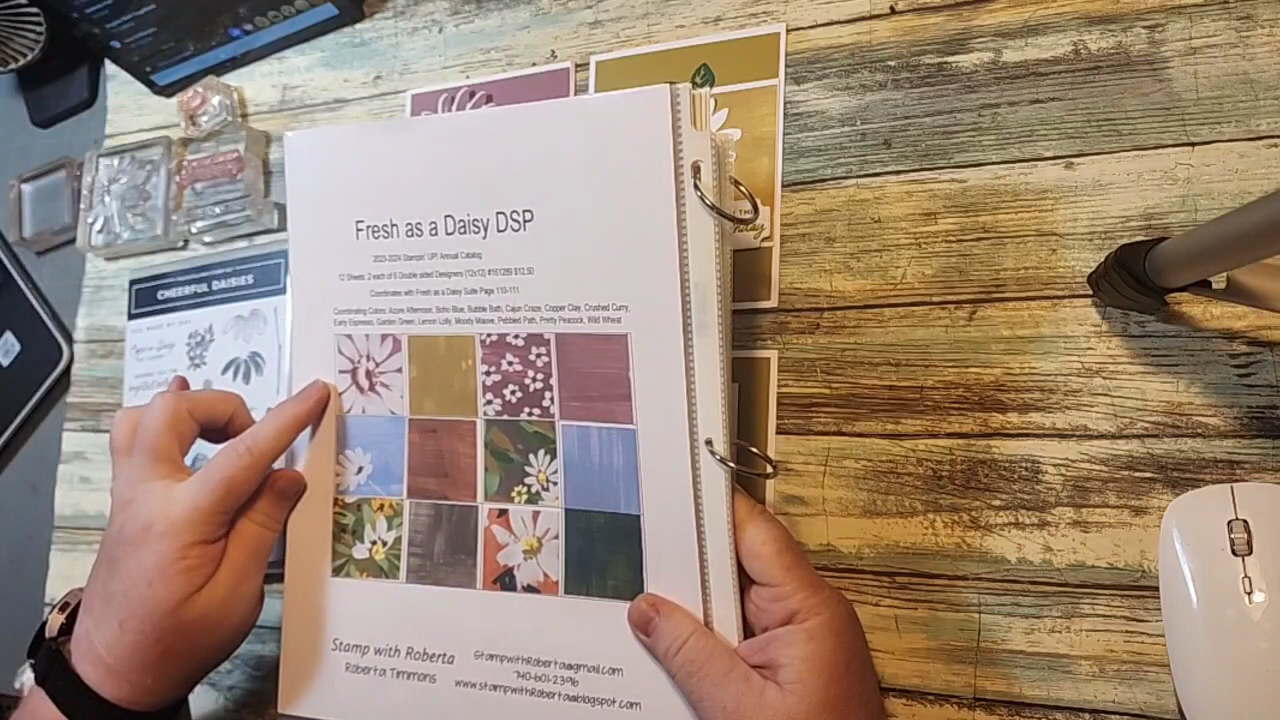 Fresh as a Daisy DSP
2023-2024 Stampin' UP! Annual Catalog
12 Sheets: 2 each of 6 Double sided Designers (12x12) #161289 $12.50
Coordinates with Fresh as a Daisy Suite Page 110-111
Coordinating Colors: Azure Afternoon, Boho Blue, Bubble Bath, Cajun Craze, Copper Clay, Crushed Curry,
Early Espresso, Garden Green, Lemon Lolly, Moody Mauve, Pebbled Path, Pretty Peacock, Wild Wheat
CHEERFUL DAISIES
Stamp with Roberta
Roberta Timmons
StampwithRoberta@gmail.com
740-601-2396
www.stampwithRoberta@blogspot.com